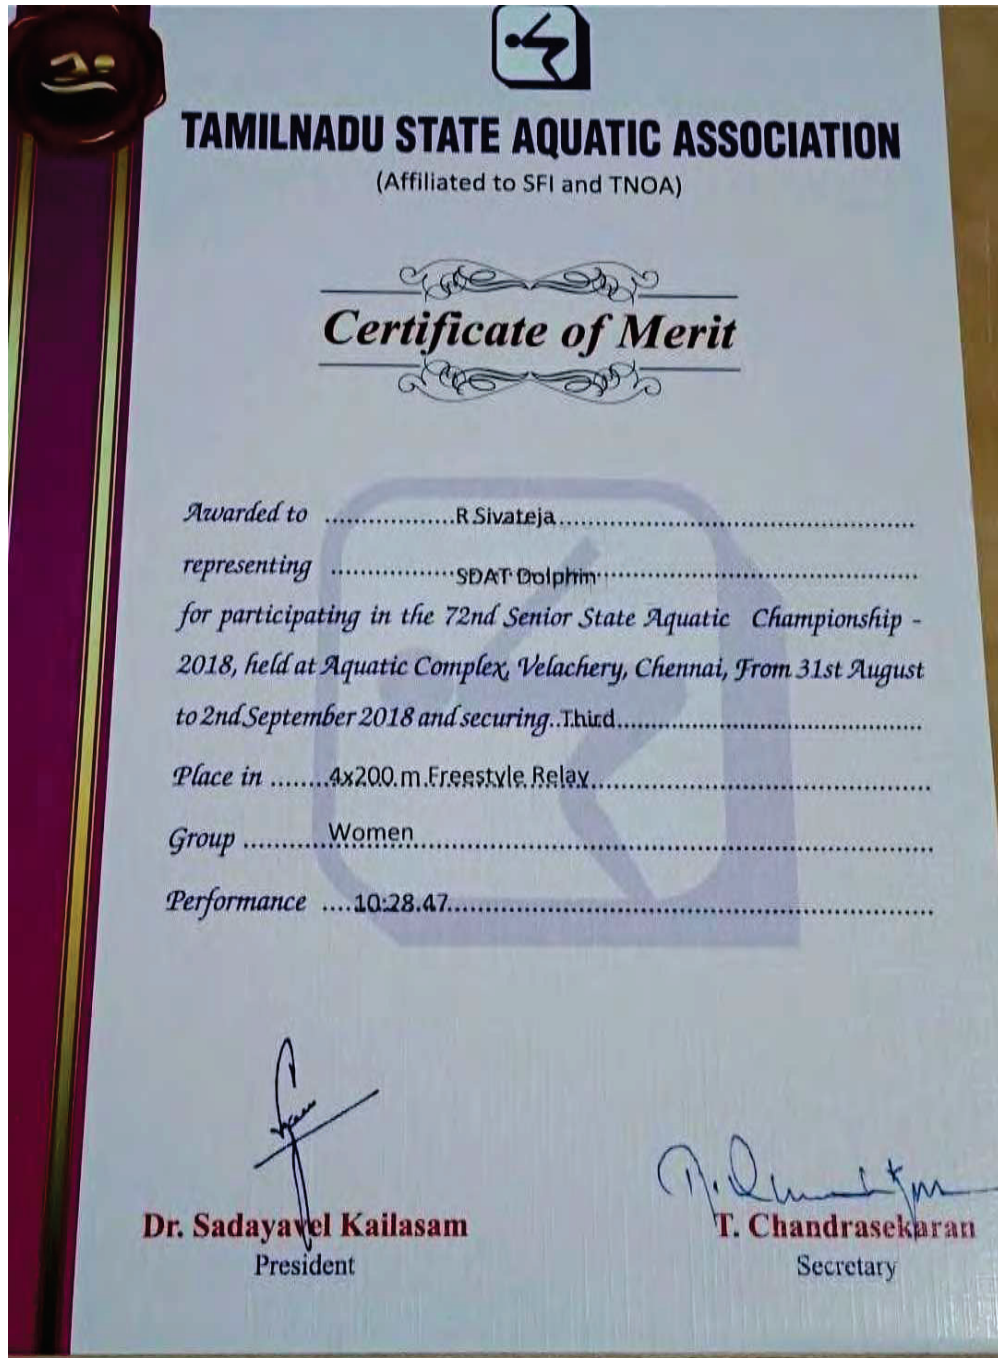 TAMILNADU STATE AQUATIC ASSOCIATION
(Affiliated to SFI and TNOA)
Certificate of Merit
Awarded to ..................R.Sivateja..................
representing ..................SDAT Dolphin..................
for participating in the 72nd Senior State Aquatic Championship -
2018, held at Aquatic Complex, Velachery, Chennai, From 31st August
to 2nd September 2018 and securing..Third..................
Place in ........4x200.m.Freestyle.Relay..................
Group ............Women..................
Performance ....10:28.47..................
Dr. Sadayavel Kailasam
President
T. Chandrasekaran
Secretary